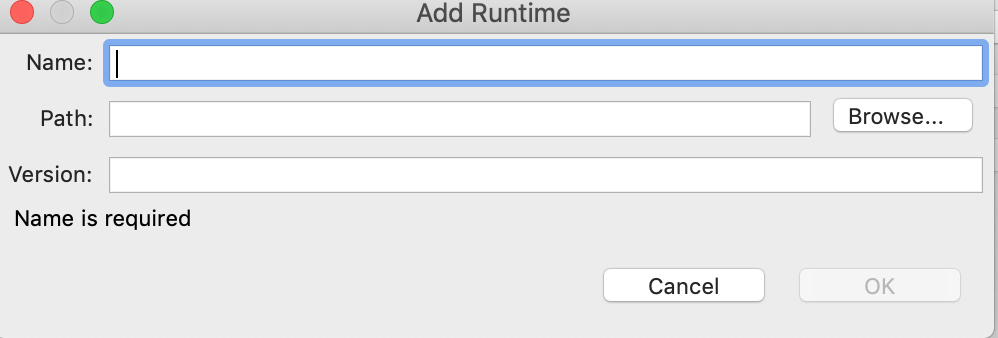 Add Runtime
Name:
Path:
Browse...
Version:
Name is required
Cancel
OK